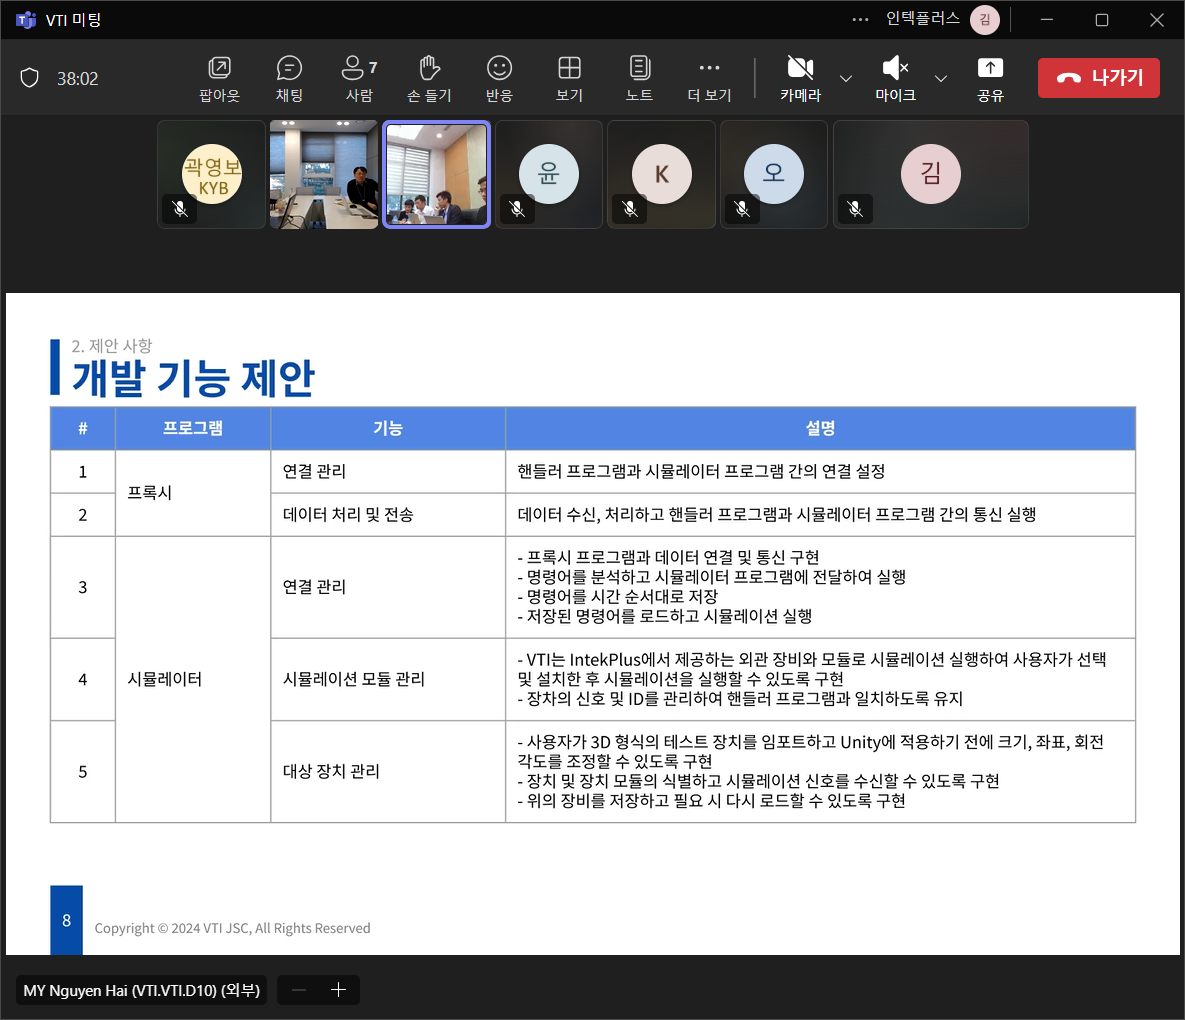 VTI 미팅
인텍플러스
김
38:02
팝아웃
채팅
7
사람
손 들기
반응
보기
노트
더 보기
카메라
마이크
공유
나가기
곽영보
KYB
윤
K
오
김
2. 제안 사항
개발 기능 제안
# 프로그램 기능 설명
1 프록시 연결 관리 핸들러 프로그램과 시뮬레이터 프로그램 간의 연결 설정
2 데이터 처리 및 전송 데이터 수신, 처리하고 핸들러 프로그램과 시뮬레이터 프로그램 간의 통신 실행
3 시뮬레이터 연결 관리
- 프록시 프로그램과 데이터 연결 및 통신 구현
- 명령어를 분석하고 시뮬레이터 프로그램에 전달하여 실행
- 명령어를 시간 순서대로 저장
- 저장된 명령어를 로드하고 시뮬레이션 실행
4 시뮬레이션 모듈 관리
- VTI는 IntekPlus에서 제공하는 외관 장비와 모듈로 시뮬레이션 실행하여 사용자가 선택
및 설치한 후 시뮬레이션을 실행할 수 있도록 구현
- 장차의 신호 및 ID를 관리하여 핸들러 프로그램과 일치하도록 유지
5 대상 장치 관리
- 사용자가 3D 형식의 테스트 장치를 임포트하고 Unity에 적용하기 전에 크기, 좌표, 회전
각도를 조정할 수 있도록 구현
- 장치 및 장치 모듈의 식별하고 시뮬레이션 신호를 수신할 수 있도록 구현
- 위의 장비를 저장하고 필요 시 다시 로드할 수 있도록 구현
8
Copyright © 2024 VTI JSC, All Rights Reserved
MY Nguyen Hai (VTI.VTI.D10) (외부)